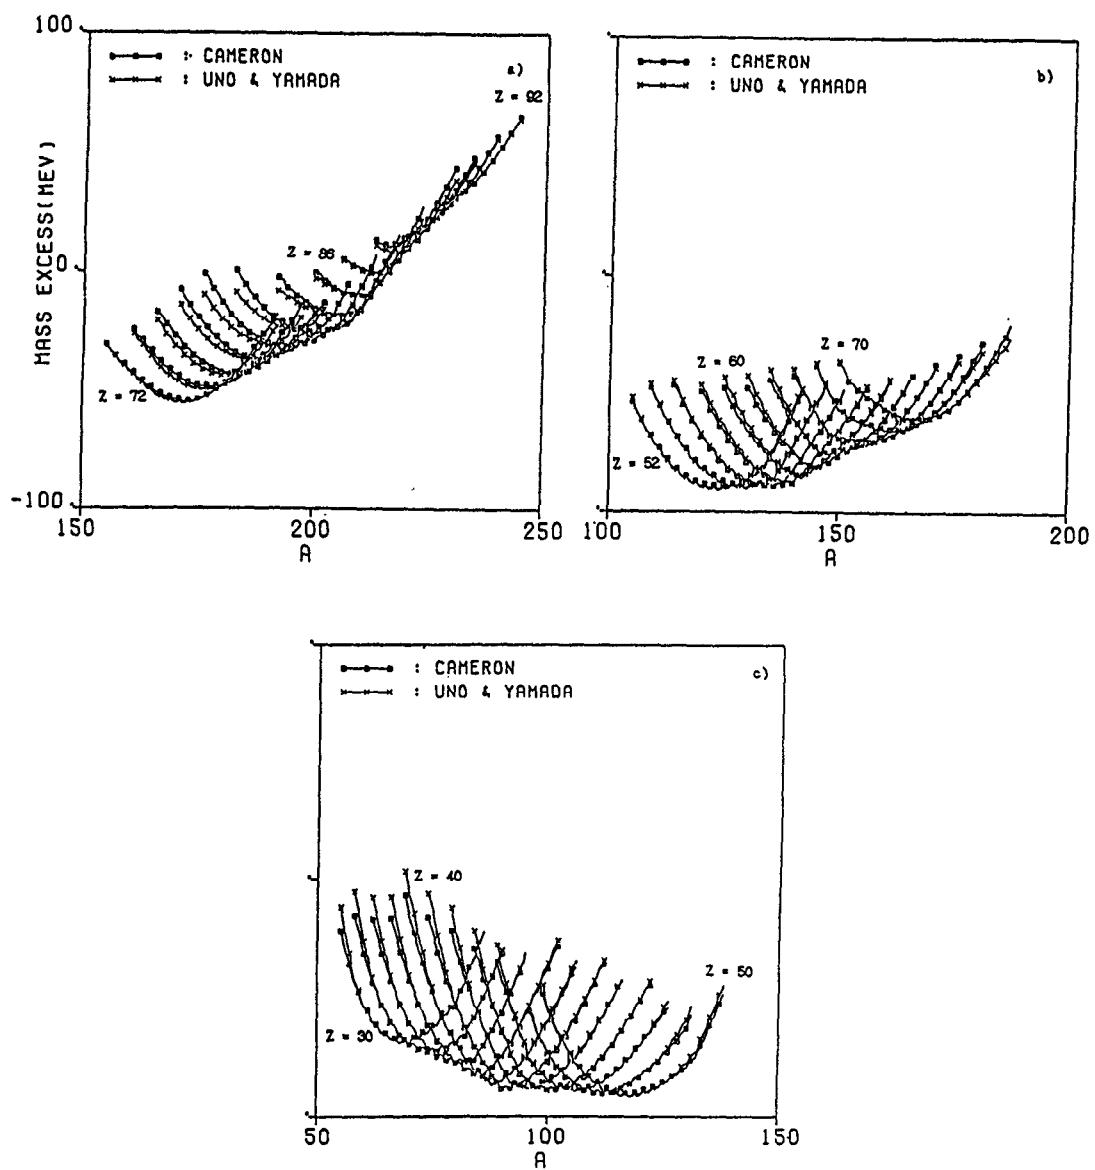 100
: CAMERON
: UNO & YAMADA
a)
Z = 92
MASS EXCESS(MEV)
Z = 86
0
Z = 72
-100
150
200
250
A
: CAMERON
: UNO & YAMADA
b)
Z = 60
Z = 70
Z = 52
100
150
200
A
: CAMERON
: UNO & YAMADA
c)
Z = 40
Z = 50
Z = 30
50
100
150
A